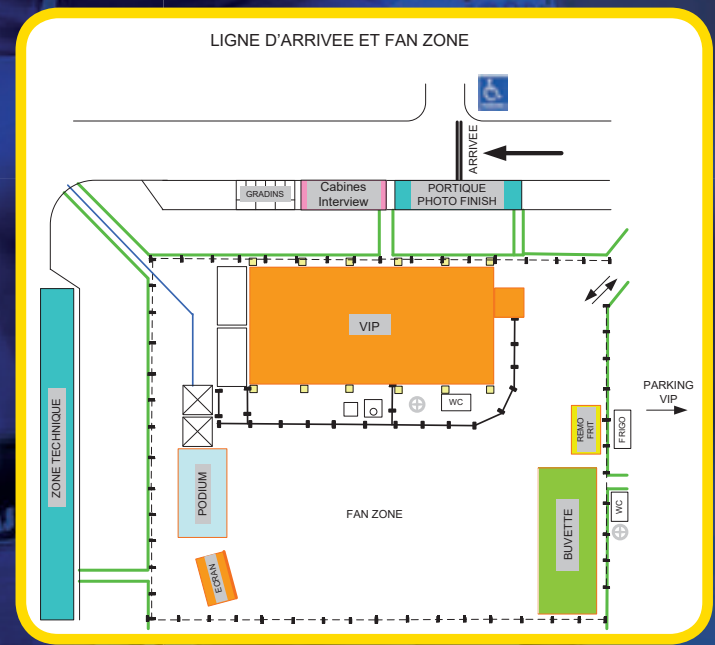 LIGNE D'ARRIVEE ET FAN ZONE
ARRIVEE
GRADINS
Cabines
Interview
PORTIQUE
PHOTO FINISH
VIP
WC
PARKING
VIP
ZONE TECHNIQUE
REMO
FRIT
FRIGO
PODIUM
FAN ZONE
BUVETTE
WC
ECRAN